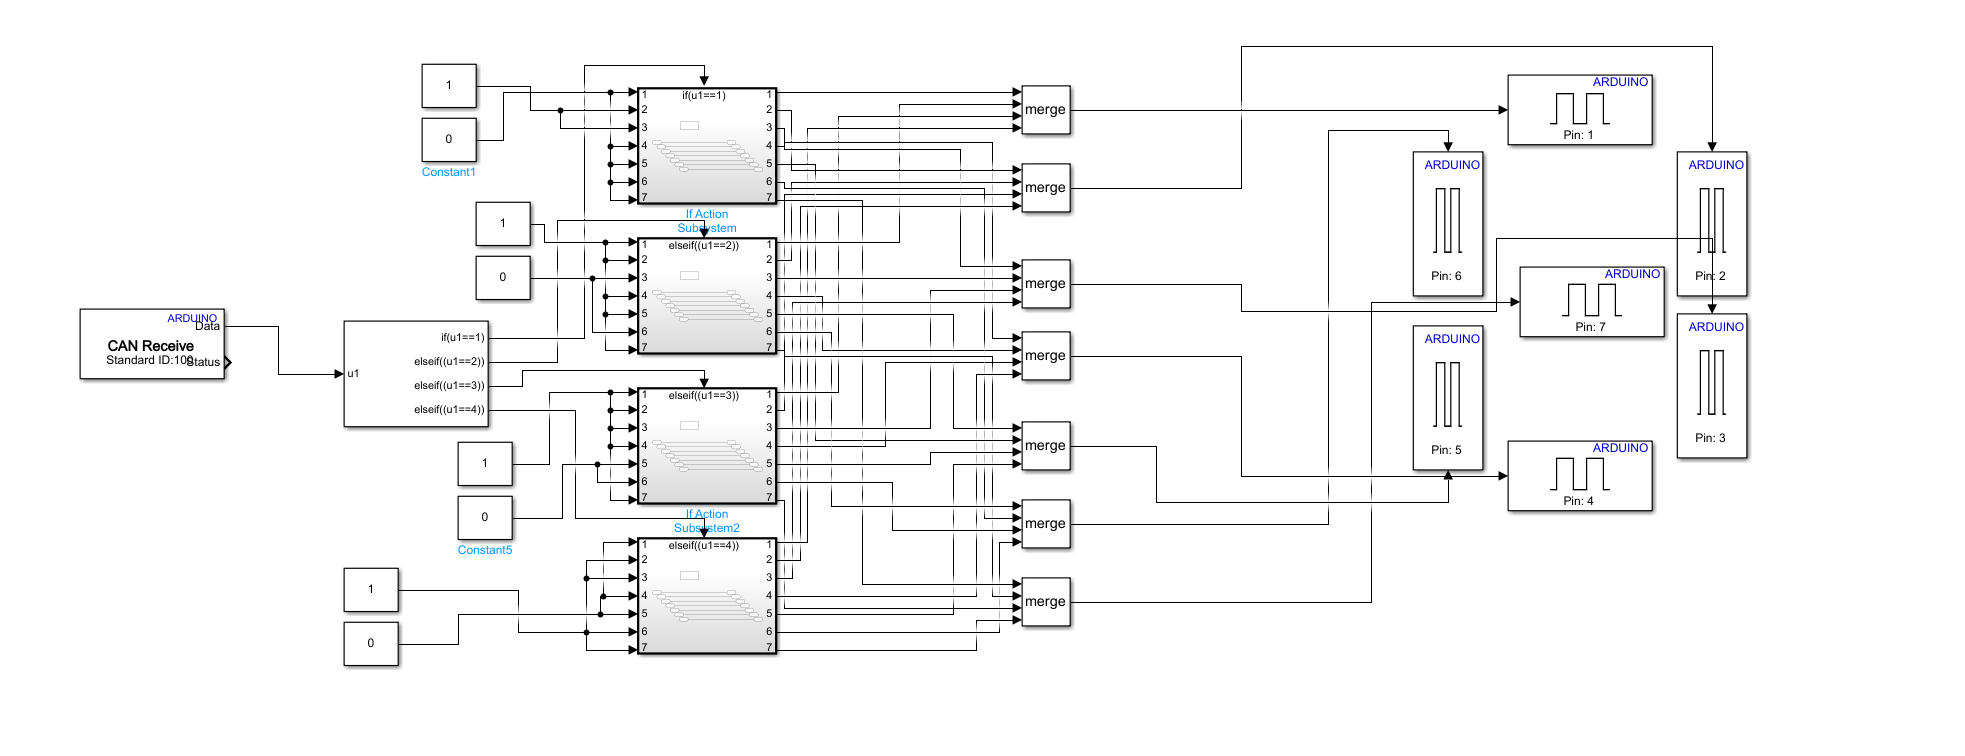 ARDUINO
Data
CAN Receive
Standard ID:100
Status
u1
if(u1==1)
elseif((u1==2))
elseif((u1==3))
elseif((u1==4))
1
0
Constant1
1
0
1
0
Constant5
1
0
if(u1==1)
1 1
2 2
3 3
4 4
5 5
6 6
7 7
If Action
Subsystem
elseif((u1==2))
1 1
2 2
3 3
4 4
5 5
6 6
7 7
elseif((u1==3))
1 1
2 2
3 3
4 4
5 5
6 6
7 7
If Action
Subsystem2
elseif((u1==4))
1 1
2 2
3 3
4 4
5 5
6 6
7 7
merge
merge
merge
merge
merge
merge
merge
ARDUINO
Pin: 1
ARDUINO
Pin: 6
ARDUINO
Pin: 2
ARDUINO
Pin: 7
ARDUINO
Pin: 5
ARDUINO
Pin: 3
ARDUINO
Pin: 4